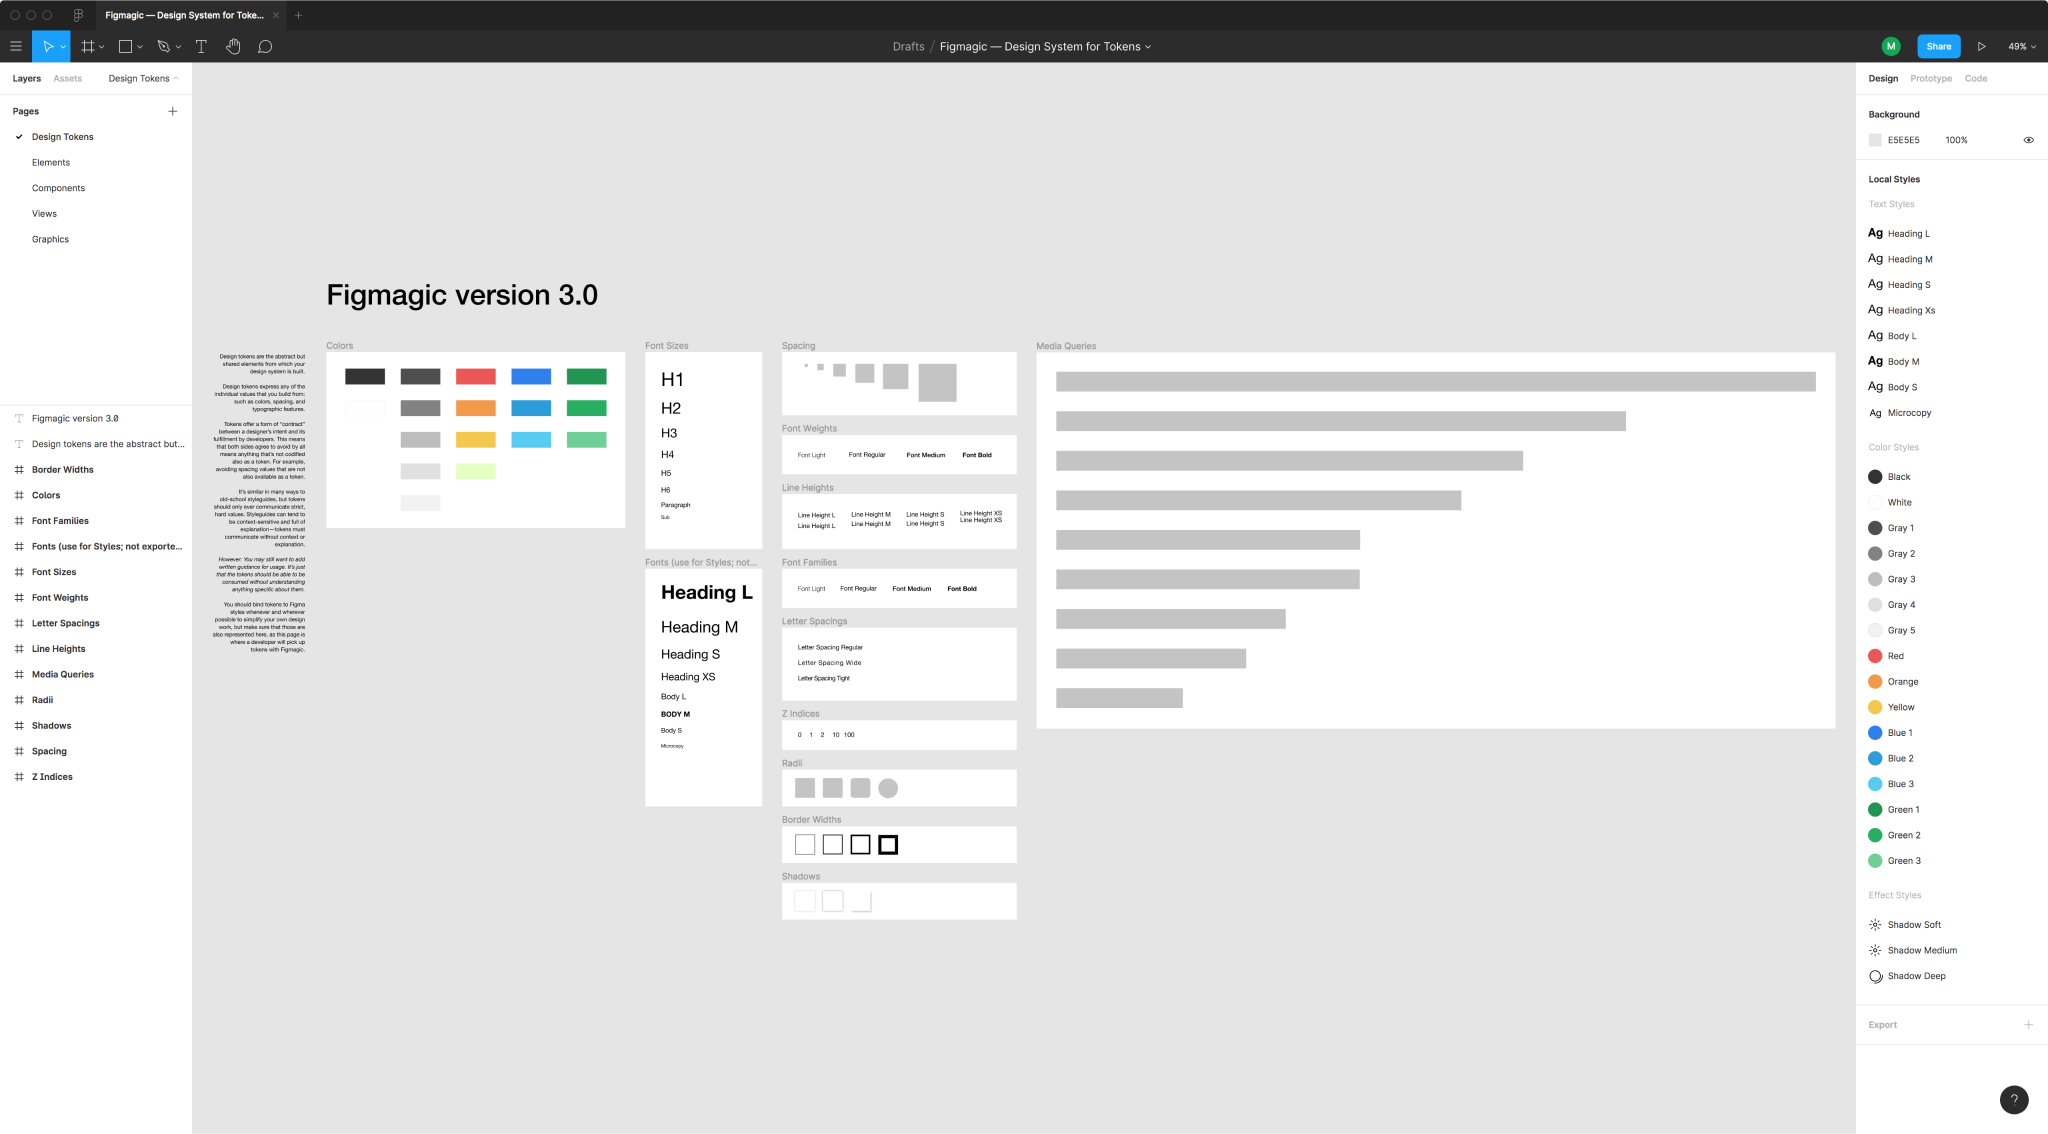 Figmagic — Design System for Toke...
Drafts / Figmagic — Design System for Tokens
M
Share
49%
Layers
Assets
Design Tokens
Pages
Design Tokens
Elements
Components
Views
Graphics
Figmagic version 3.0
Design tokens are the abstract but...
Border Widths
Colors
Font Families
Fonts (use for Styles; not exporte...
Font Sizes
Font Weights
Letter Spacings
Line Heights
Media Queries
Radii
Shadows
Spacing
Z Indices
Figmagic version 3.0
Design tokens are the abstract but
shared elements from which your
design system is built.
Design tokens express any of the
individual values that you build from:
such as colors, spacing, and
typographic features.
Tokens offer a form of "contract"
between a designer's intent and its
fulfillment by developers. This means
that both sides agree to avoid by all
means anything that's not codified
also as a token. For example,
avoiding spacing values that are not
also available as a token.
It's similar in many ways to
old-school styleguides, but tokens
should only ever communicate strict,
hard values. Styleguides can tend to
be context-sensitive and full of
explanation—tokens must
communicate without context or
explanation.
However: You may still want to add
written guidance for usage. It's just
that the tokens should be able to be
consumed without understanding
anything specific about them.
You should bind tokens to Figma
styles whenever and wherever
possible to simplify your own design
work, but make sure that those are
also represented here, as this page is
where a developer will pick up
tokens with Figmagic.
Colors
Font Sizes
H1
H2
H3
H4
H5
H6
Paragraph
Sub
Fonts (use for Styles; not...
Heading L
Heading M
Heading S
Heading XS
Body L
BODY M
Body S
Microcopy
Spacing
Font Weights
Font Light
Font Regular
Font Medium
Font Bold
Line Heights
Line Height L
Line Height L
Line Height M
Line Height M
Line Height S
Line Height S
Line Height XS
Line Height XS
Font Families
Font Light
Font Regular
Font Medium
Font Bold
Letter Spacings
Letter Spacing Regular
Letter Spacing Wide
Letter Spacing Tight
Z Indices
0 1 2 10 100
Radii
Border Widths
Shadows
Media Queries
Design
Prototype
Code
Background
E5E5E5 100%
Local Styles
Text Styles
Ag Heading L
Ag Heading M
Ag Heading S
Ag Heading Xs
Ag Body L
Ag Body M
Ag Body S
Ag Microcopy
Color Styles
Black
White
Gray 1
Gray 2
Gray 3
Gray 4
Gray 5
Red
Orange
Yellow
Blue 1
Blue 2
Blue 3
Green 1
Green 2
Green 3
Effect Styles
Shadow Soft
Shadow Medium
Shadow Deep
Export
?